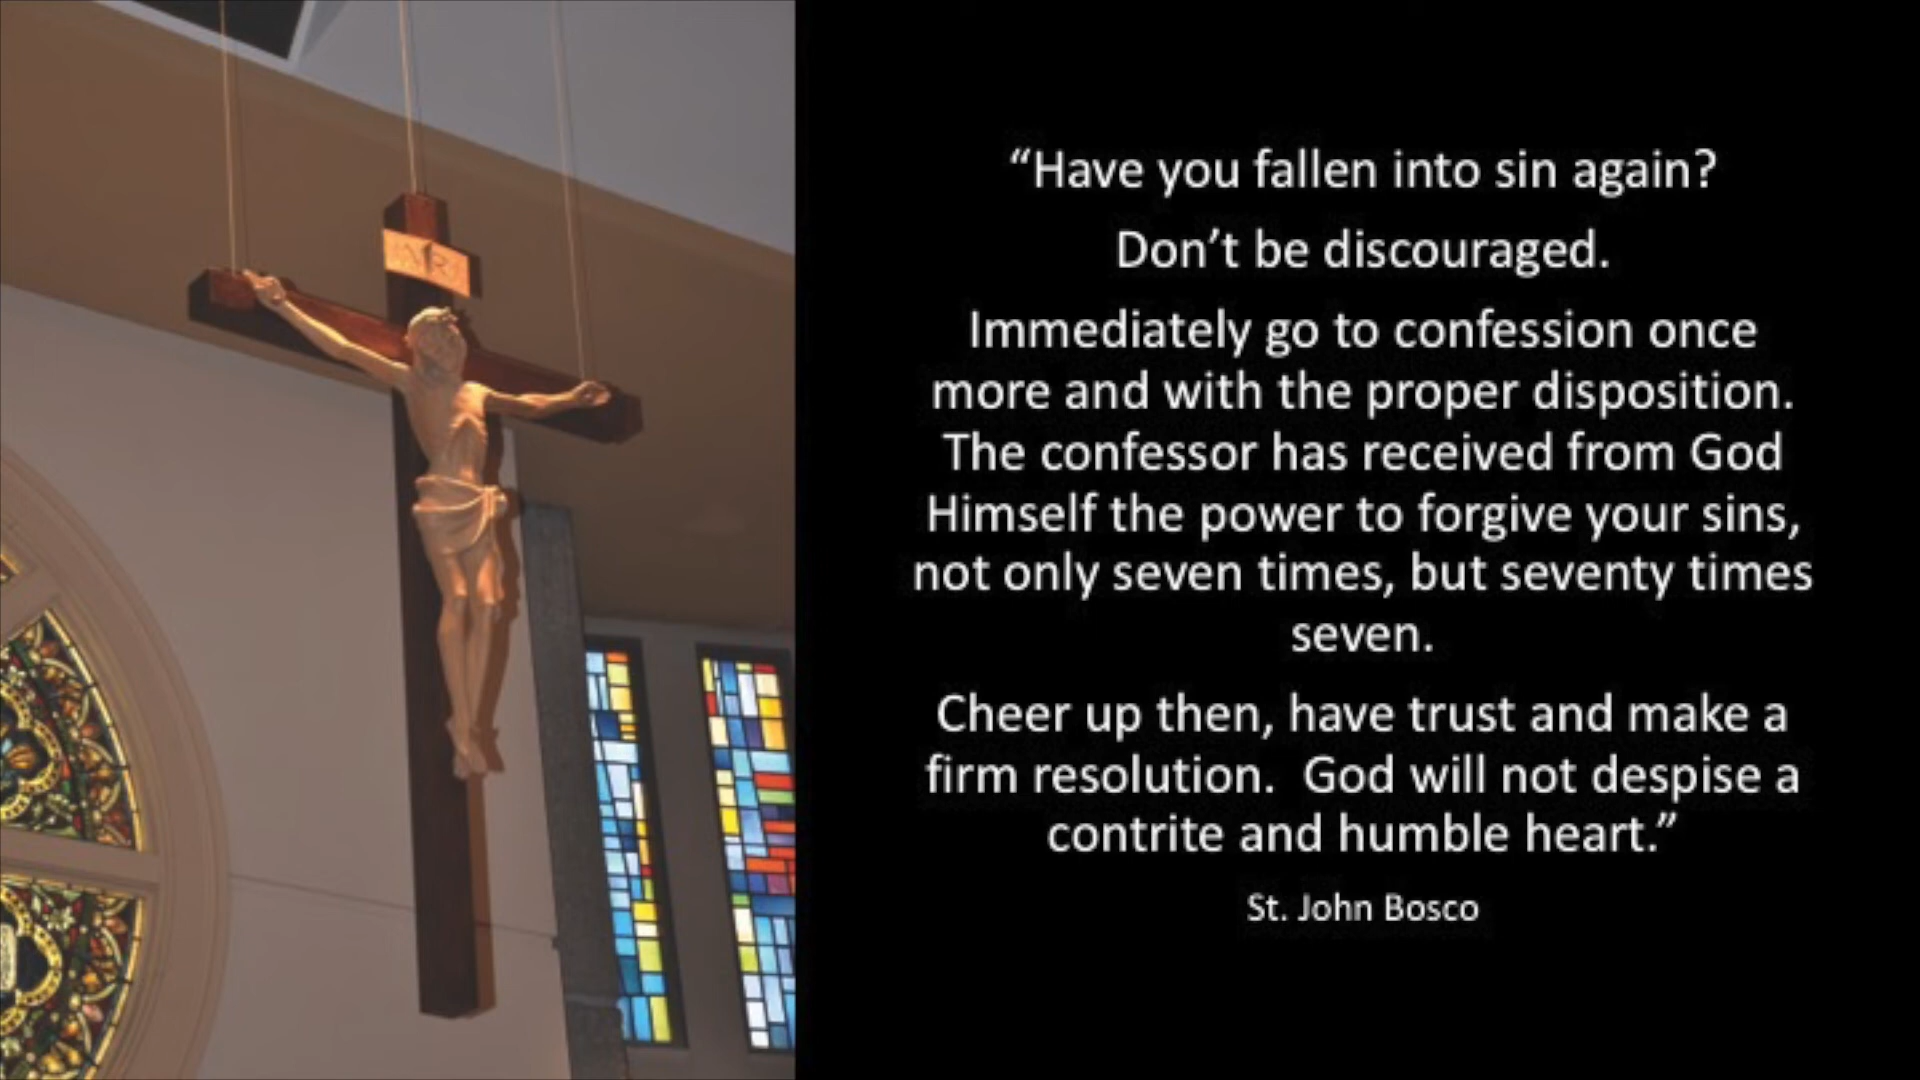 “Have you fallen into sin again?
Don’t be discouraged.
Immediately go to confession once
more and with the proper disposition.
The confessor has received from God
Himself the power to forgive your sins,
not only seven times, but seventy times
seven.
Cheer up then, have trust and make a
firm resolution.  God will not despise a
contrite and humble heart.”
St. John Bosco